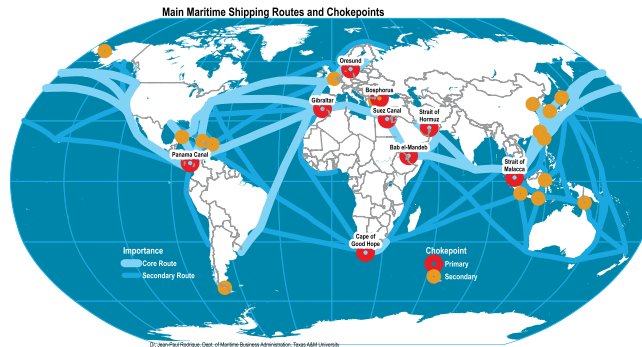 Main Maritime Shipping Routes and Chokepoints
Oresund
Bosphorus
Gibraltar
Suez Canal
Strait of
Hormuz
Panama Canal
Bab el-Mandeb
Strait of
Malacca
Cape of
Good Hope
Importance
Core Route
Secondary Route
Chokepoint
Primary
Secondary
Dr. Jean-Paul Rodrigue, Dept. of Maritime Business Administration, Texas A&M University